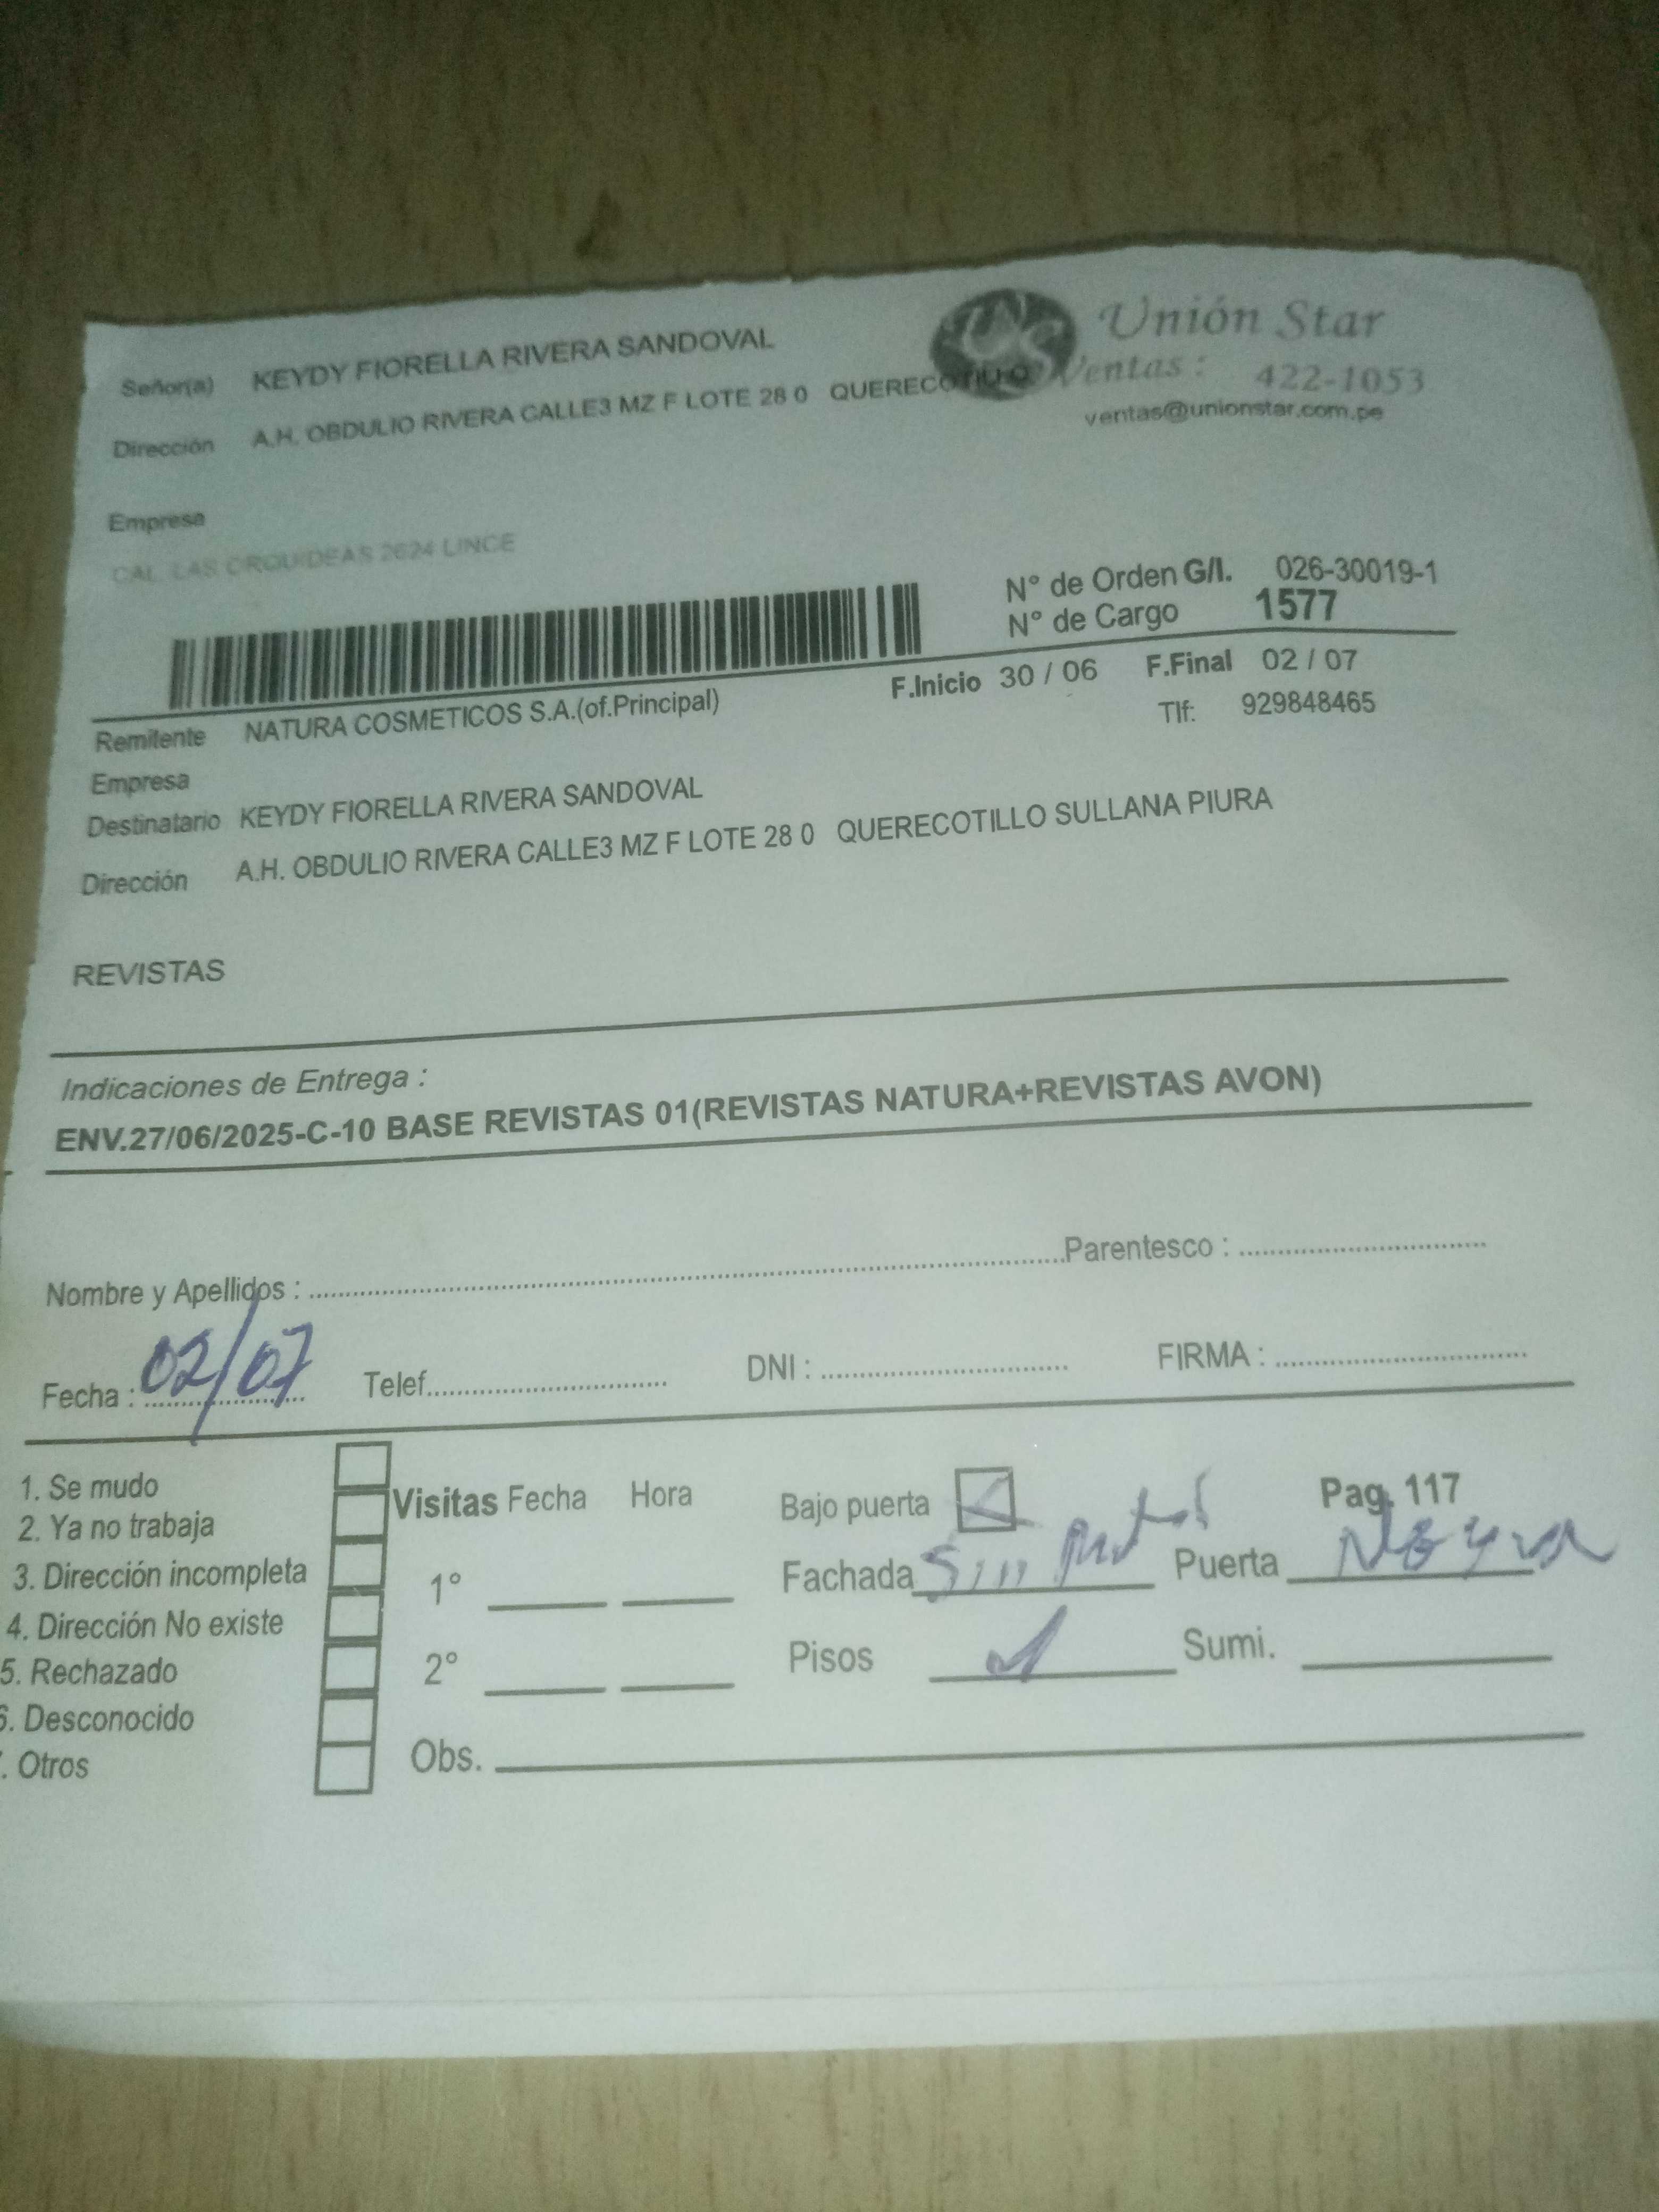 Señor(a) KEYDY FIORELLA RIVERA SANDOVAL
Unión Star
Dirección A.H. OBDULIO RIVERA CALLE3 MZ F LOTE 28 0 QUERECOTILLO
Ventas : 422-1053
ventas@unionstar.com.pe
Empresa
CAL. LAS ORQUIDEAS 2624 LINCE
N° de Orden G/I. 026-30019-1
N° de Cargo 1577
F.Inicio 30 / 06 F.Final 02 / 07
Remitente NATURA COSMETICOS S.A.(of.Principal)
Tlf: 929848465
Empresa
Destinatario KEYDY FIORELLA RIVERA SANDOVAL
Dirección A.H. OBDULIO RIVERA CALLE3 MZ F LOTE 28 0 QUERECOTILLO SULLANA PIURA
REVISTAS
Indicaciones de Entrega :
ENV.27/06/2025-C-10 BASE REVISTAS 01(REVISTAS NATURA+REVISTAS AVON)
Nombre y Apellidos : Parentesco :
Fecha : 02/07 Telef. DNI : FIRMA :
1. Se mudo
2. Ya no trabaja
3. Dirección incompleta
4. Dirección No existe
5. Rechazado
6. Desconocido
. Otros
Visitas Fecha Hora
1°
2°
Obs.
Bajo puerta
Pag. 117
Fachada Sin Puerta
Pisos 1 Sumi.